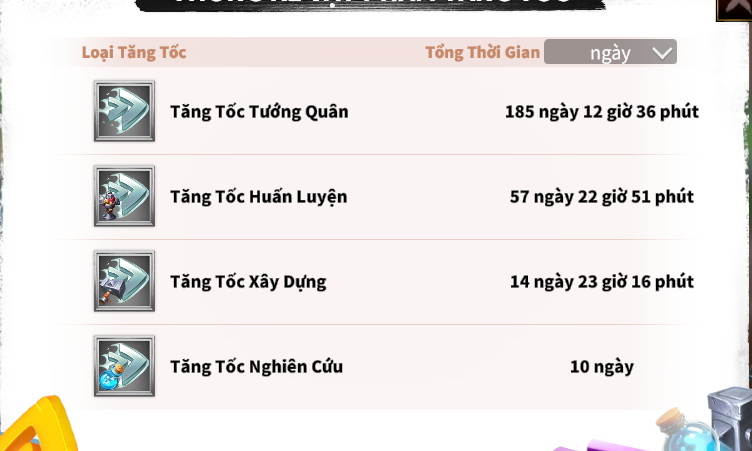 Loại Tăng Tốc Tổng Thời Gian ngày
Tăng Tốc Tướng Quân 185 ngày 12 giờ 36 phút
Tăng Tốc Huấn Luyện 57 ngày 22 giờ 51 phút
Tăng Tốc Xây Dựng 14 ngày 23 giờ 16 phút
Tăng Tốc Nghiên Cứu 10 ngày